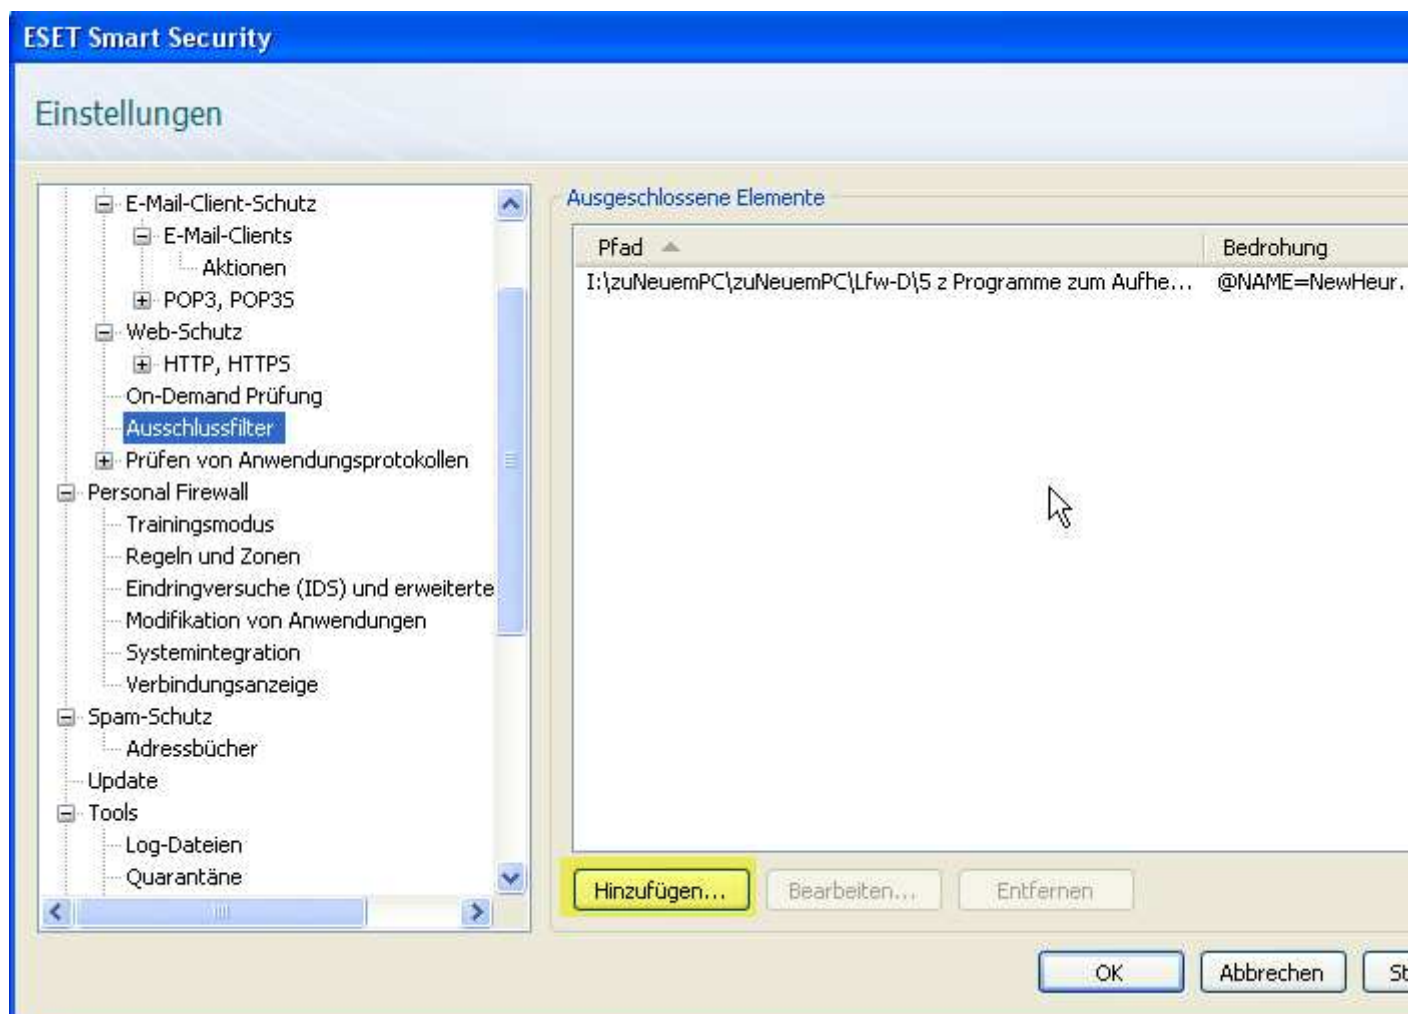 ESET Smart Security
Einstellungen
E-Mail-Client-Schutz
E-Mail-Clients
Aktionen
POP3, POP3S
Web-Schutz
HTTP, HTTPS
On-Demand Prüfung
Ausschlussfilter
Prüfen von Anwendungsprotokollen
Personal Firewall
Trainingsmodus
Regeln und Zonen
Eindringversuche (IDS) und erweiterte
Modifikation von Anwendungen
Systemintegration
Verbindungsanzeige
Spam-Schutz
Adressbücher
Update
Tools
Log-Dateien
Quarantäne
Ausgeschlossene Elemente
Pfad Bedrohung
I:\zuNeuemPC\zuNeuemPC\Lfw-D\5 z Programme zum Aufhe... @NAME=NewHeur.
Hinzufügen... Bearbeiten... Entfernen
OK Abbrechen St